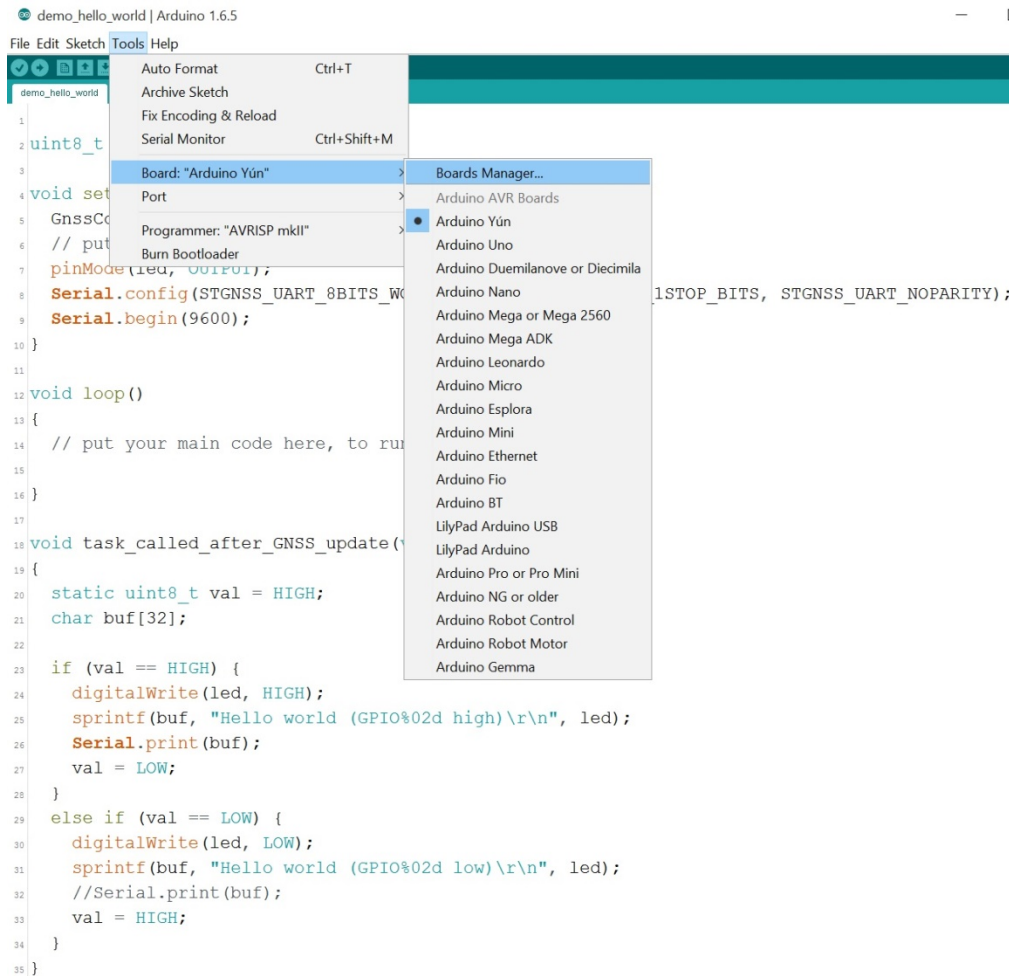 demo_hello_world | Arduino 1.6.5
File Edit Sketch Tools Help
demo_hello_world
Auto Format Ctrl+T
Archive Sketch
Fix Encoding & Reload
Serial Monitor Ctrl+Shift+M
Board: "Arduino Yún"
Port
Programmer: "AVRISP mkII"
Burn Bootloader
Boards Manager...
Arduino AVR Boards
Arduino Yún
Arduino Uno
Arduino Duemilanove or Diecimila
Arduino Nano
Arduino Mega or Mega 2560
Arduino Mega ADK
Arduino Leonardo
Arduino Micro
Arduino Esplora
Arduino Mini
Arduino Ethernet
Arduino Fio
Arduino BT
LilyPad Arduino USB
LilyPad Arduino
Arduino Pro or Pro Mini
Arduino NG or older
Arduino Robot Control
Arduino Robot Motor
Arduino Gemma
1
2 uint8_t
3
4 void set
5 GnssCo
6 // put
7 pinMode(led, OUTPUT);
8 Serial.config(STGNSS_UART_8BITS_WO 1STOP_BITS, STGNSS_UART_NOPARITY);
9 Serial.begin(9600);
10 }
11
12 void loop()
13 {
14 // put your main code here, to run
15
16 }
17
18 void task_called_after_GNSS_update(
19 {
20 static uint8_t val = HIGH;
21 char buf[32];
22
23 if (val == HIGH) {
24 digitalWrite(led, HIGH);
25 sprintf(buf, "Hello world (GPIO%02d high)\r\n", led);
26 Serial.print(buf);
27 val = LOW;
28 }
29 else if (val == LOW) {
30 digitalWrite(led, LOW);
31 sprintf(buf, "Hello world (GPIO%02d low)\r\n", led);
32 //Serial.print(buf);
33 val = HIGH;
34 }
35 }